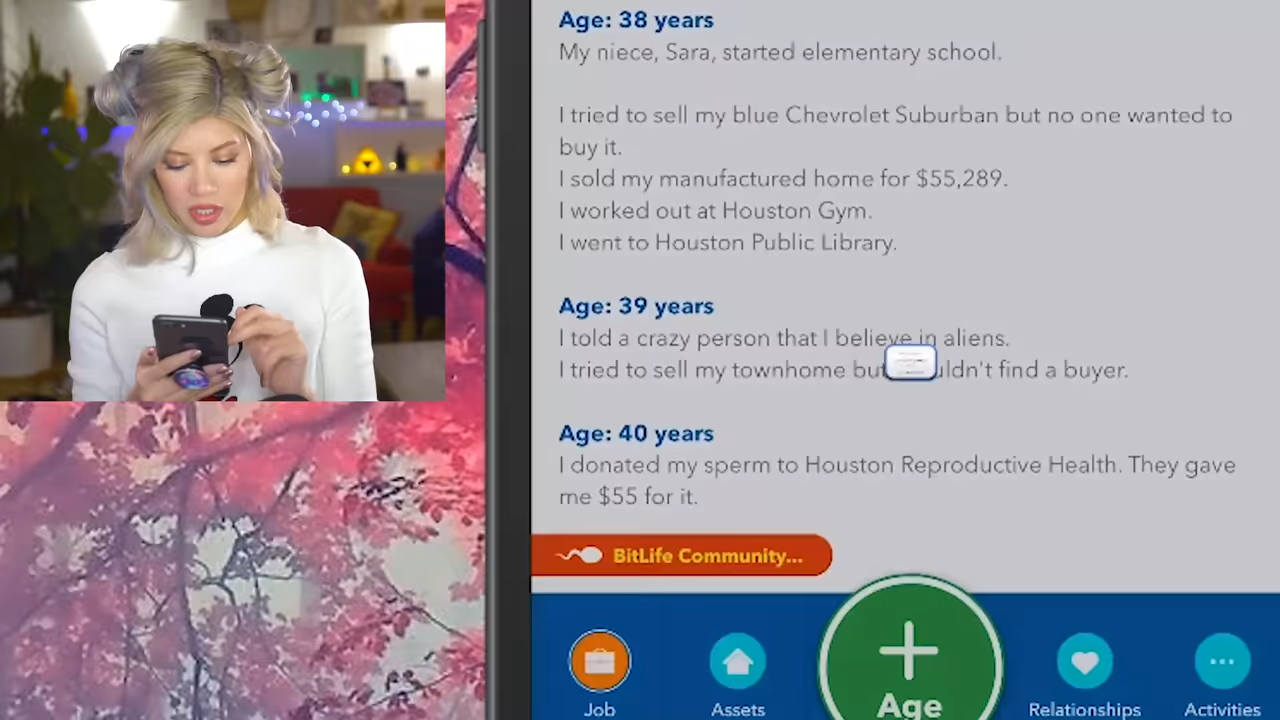 Age: 38 years
My niece, Sara, started elementary school.
I tried to sell my blue Chevrolet Suburban but no one wanted to
buy it.
I sold my manufactured home for $55,289.
I worked out at Houston Gym.
I went to Houston Public Library.
Age: 39 years
I told a crazy person that I believe in aliens.
I tried to sell my townhome but uldn't find a buyer.
Age: 40 years
I donated my sperm to Houston Reproductive Health. They gave
me $55 for it.
BitLife Community...
Job
Assets
Age
Relationships
Activities